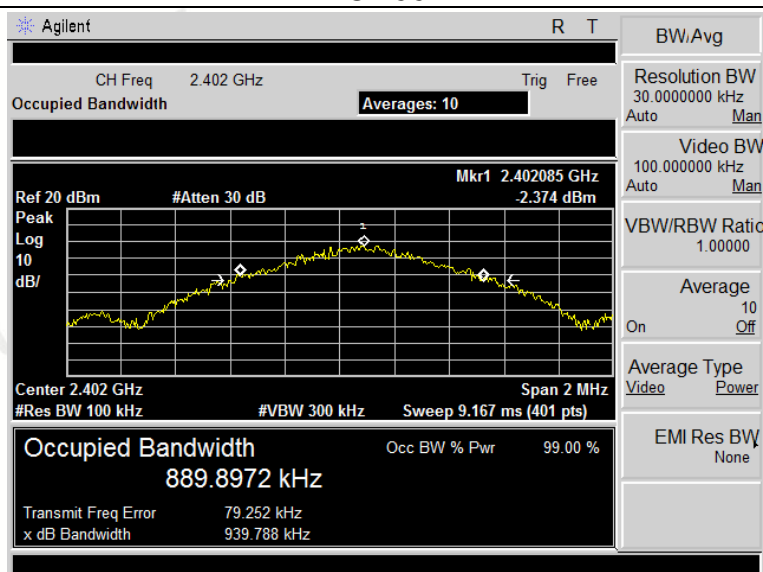 Agilent R T
CH Freq 2.402 GHz Trig Free
Occupied Bandwidth Averages: 10
Mkr1 2.402085 GHz
Ref 20 dBm #Atten 30 dB -2.374 dBm
Peak
Log
10
dB/
1
Center 2.402 GHz Span 2 MHz
#Res BW 100 kHz #VBW 300 kHz Sweep 9.167 ms (401 pts)
Occupied Bandwidth Occ BW % Pwr 99.00 %
889.8972 kHz
Transmit Freq Error 79.252 kHz
x dB Bandwidth 939.788 kHz
BW/Avg
Resolution BW
30.0000000 kHz
Auto Man
Video BW
100.000000 kHz
Auto Man
VBW/RBW Ratio
1.00000
Average
10
On Off
Average Type
Video Power
EMI Res BW
None